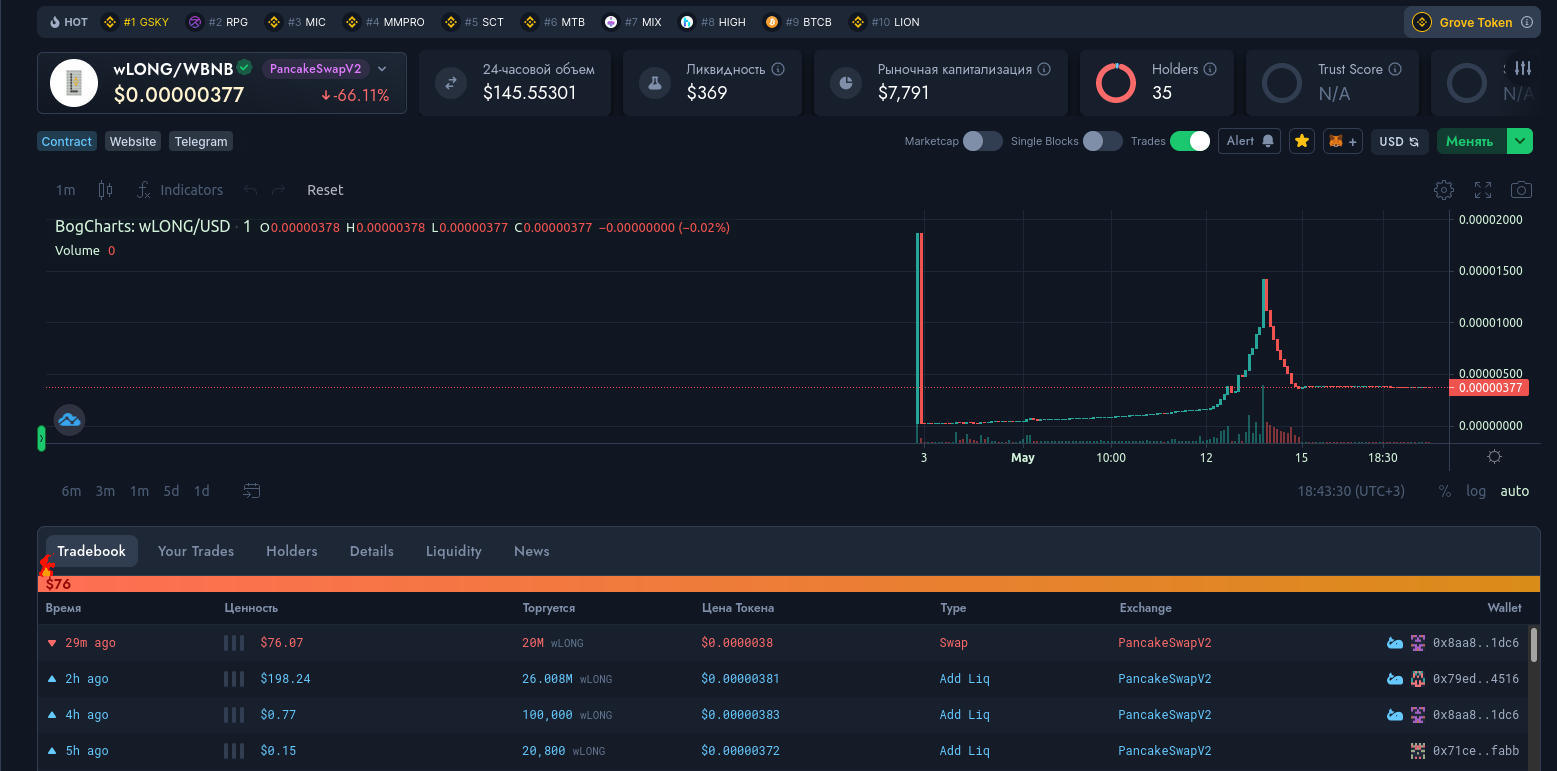 HOT #1 GSKY #2 RPG #3 MIC #4 MMPRO #5 SCT #6 MTB #7 MIX #8 HIGH #9 BTCB #10 LION Grove Token
wLONG/WBNB PancakeSwapV2
$0.00000377 -66.11%
24-часовой объем
$145.55301
Ликвидность
$369
Рыночная капитализация
$7,791
Holders
35
Trust Score
N/A
N/A
Contract Website Telegram Marketcap Single Blocks Trades Alert + USD Менять
1m Indicators Reset
BogCharts: wLONG/USD · 1 O0.00000378 H0.00000378 L0.00000377 C0.00000377 −0.00000000 (−0.02%)
Volume 0
0.00002000
0.00001500
0.00001000
0.00000500
0.00000377
0.00000000
3 May 10:00 12 15 18:30
6m 3m 1m 5d 1d 18:43:30 (UTC+3) % log auto
Tradebook Your Trades Holders Details Liquidity News
$76
Время Ценность Торгуется Цена Токена Type Exchange Wallet
29m ago $76.07 20M wLONG $0.0000038 Swap PancakeSwapV2 0x8aa8..1dc6
2h ago $198.24 26.008M wLONG $0.00000381 Add Liq PancakeSwapV2 0x79ed..4516
4h ago $0.77 100,000 wLONG $0.00000383 Add Liq PancakeSwapV2 0x8aa8..1dc6
5h ago $0.15 20,800 wLONG $0.00000372 Add Liq PancakeSwapV2 0x71ce..fabb